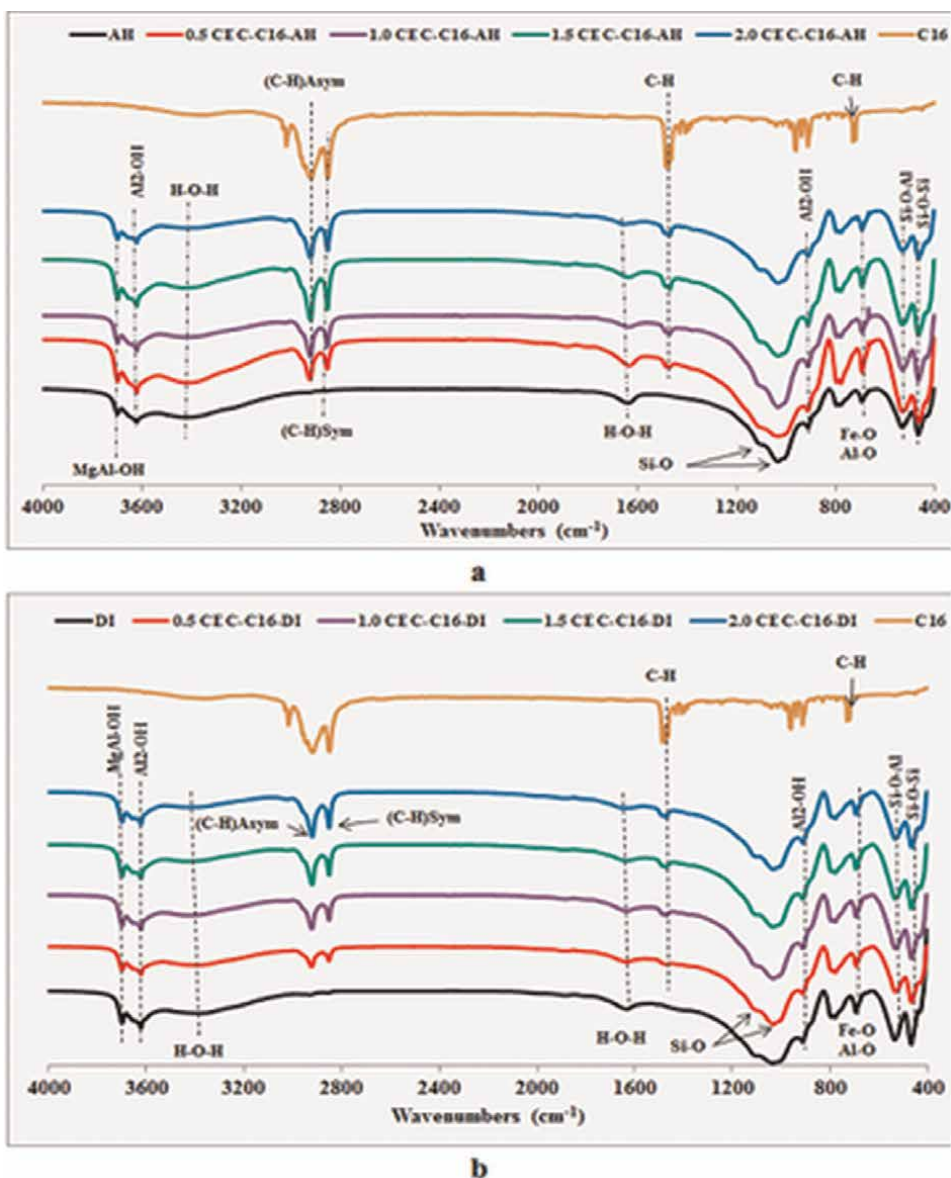 AH 0.5 CEC-C16-AH 1.0 CEC-C16-AH 1.5 CEC-C16-AH 2.0 CEC-C16-AH C16
(C-H)Asym C-H C-H
Al2-OH
H-O-H
Al2-OH
Si-O-Al
Si-O-Si
MgAl-OH
(C-H)Sym
H-O-H
Si-O
Fe-O
Al-O
4000 3600 3200 2800 2400 2000 1600 1200 800 400
Wavenumbers (cm-1)
a
DI 0.5 CEC-C16-DI 1.0 CEC-C16-DI 1.5 CEC-C16-DI 2.0 CEC-C16-DI C16
C-H C-H
MgAl-OH
Al2-OH
(C-H)Asym
(C-H)Sym
Al2-OH
Si-O-Al
Si-O-Si
H-O-H
H-O-H
Si-O
Fe-O
Al-O
4000 3600 3200 2800 2400 2000 1600 1200 800 400
Wavenumbers (cm-1)
b